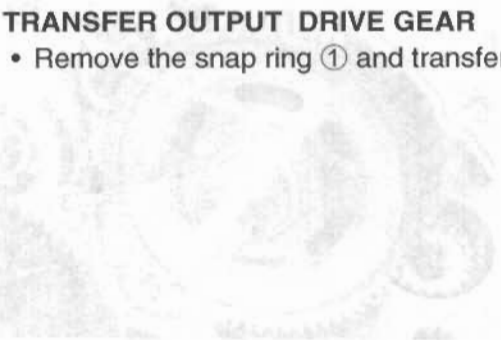 TRANSFER OUTPUT DRIVE GEAR
• Remove the snap ring ① and transfer